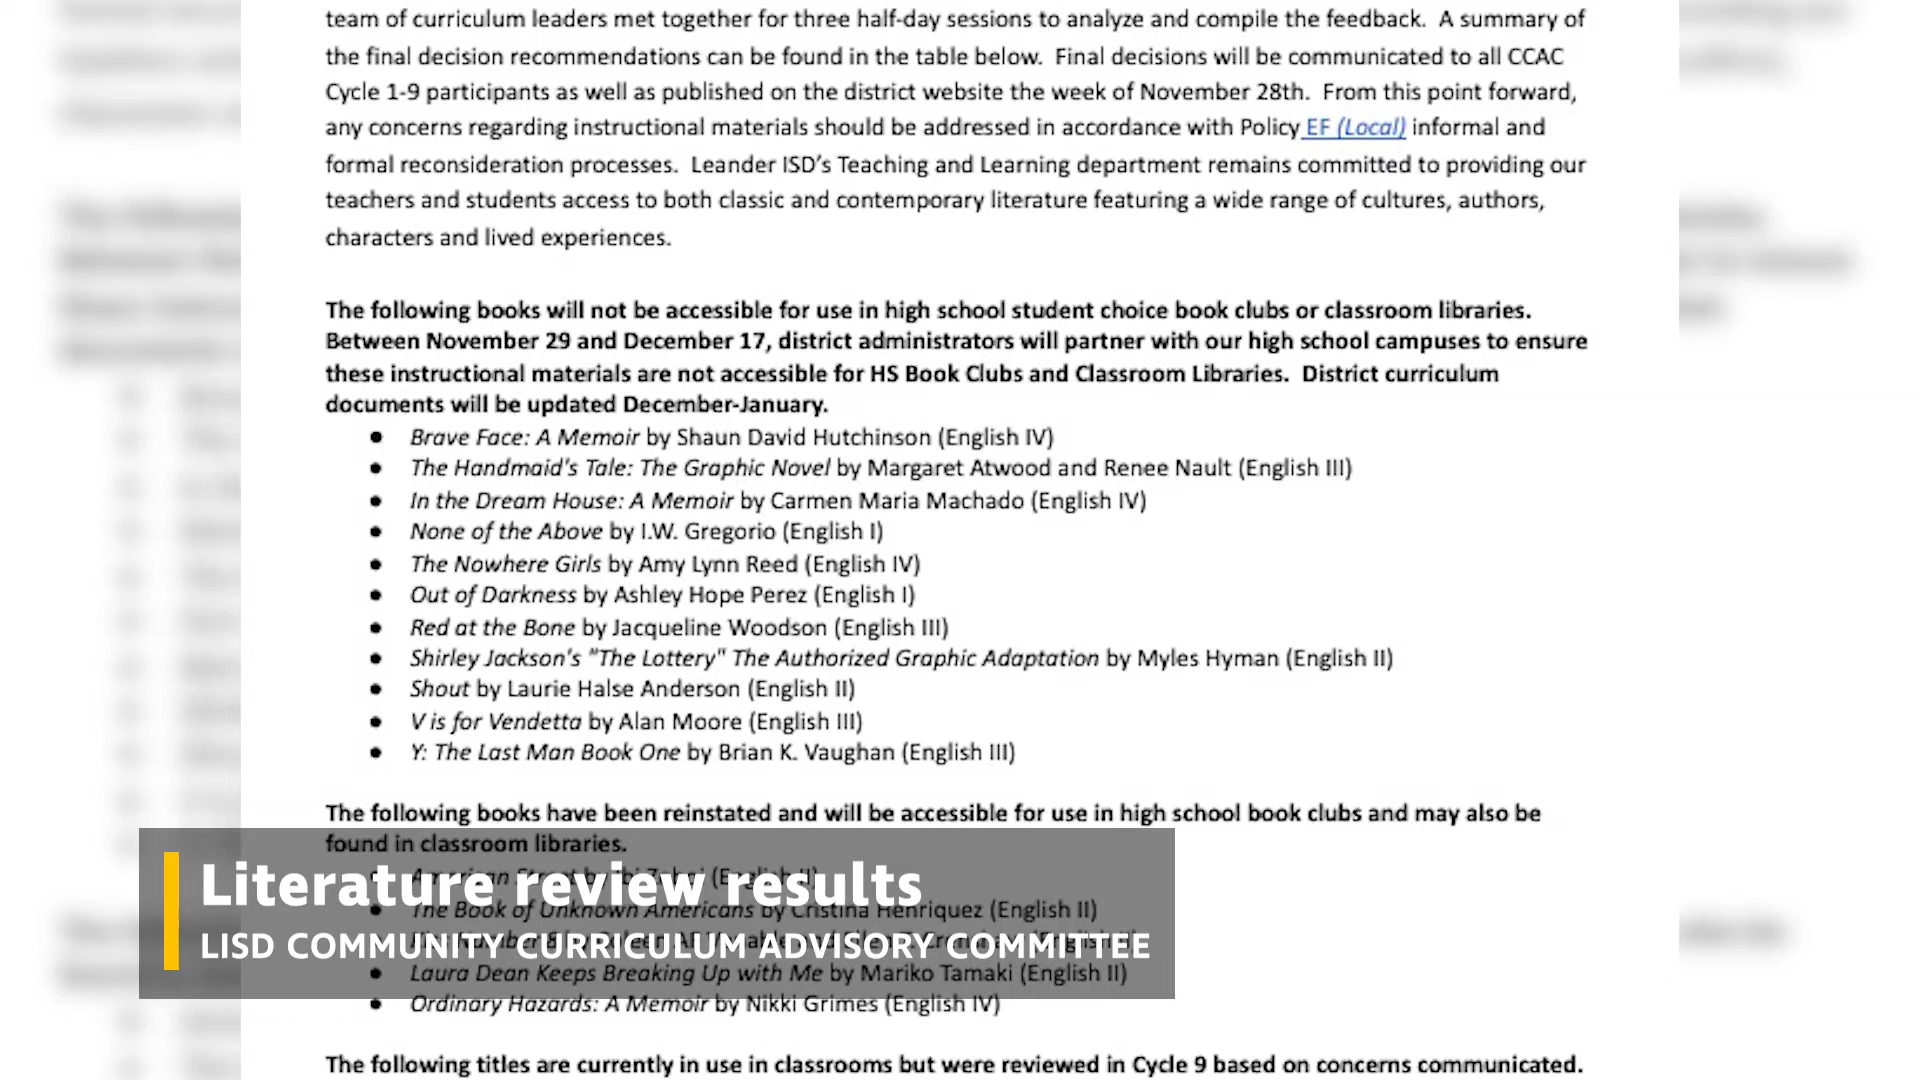 team of curriculum leaders met together for three half-day sessions to analyze and compile the feedback.  A summary of
the final decision recommendations can be found in the table below.  Final decisions will be communicated to all CCAC
Cycle 1-9 participants as well as published on the district website the week of November 28th.  From this point forward,
any concerns regarding instructional materials should be addressed in accordance with Policy EF (Local) informal and
formal reconsideration processes.  Leander ISD's Teaching and Learning department remains committed to providing our
teachers and students access to both classic and contemporary literature featuring a wide range of cultures, authors,
characters and lived experiences.
The following books will not be accessible for use in high school student choice book clubs or classroom libraries.
Between November 29 and December 17, district administrators will partner with our high school campuses to ensure
these instructional materials are not accessible for HS Book Clubs and Classroom Libraries.  District curriculum
documents will be updated December-January.
● Brave Face: A Memoir by Shaun David Hutchinson (English IV)
● The Handmaid's Tale: The Graphic Novel by Margaret Atwood and Renee Nault (English III)
● In the Dream House: A Memoir by Carmen Maria Machado (English IV)
● None of the Above by I.W. Gregorio (English I)
● The Nowhere Girls by Amy Lynn Reed (English IV)
● Out of Darkness by Ashley Hope Perez (English I)
● Red at the Bone by Jacqueline Woodson (English III)
● Shirley Jackson's "The Lottery" The Authorized Graphic Adaptation by Myles Hyman (English II)
● Shout by Laurie Halse Anderson (English II)
● V is for Vendetta by Alan Moore (English III)
● Y: The Last Man Book One by Brian K. Vaughan (English III)
The following books have been reinstated and will be accessible for use in high school book clubs and may also be
found in classroom libraries.
Literature review results
● The Book of Unknown Americans by Cristina Henriquez (English II)
LISD COMMUNITY CURRICULUM ADVISORY COMMITTEE
● Laura Dean Keeps Breaking Up with Me by Mariko Tamaki (English II)
● Ordinary Hazards: A Memoir by Nikki Grimes (English IV)
The following titles are currently in use in classrooms but were reviewed in Cycle 9 based on concerns communicated.